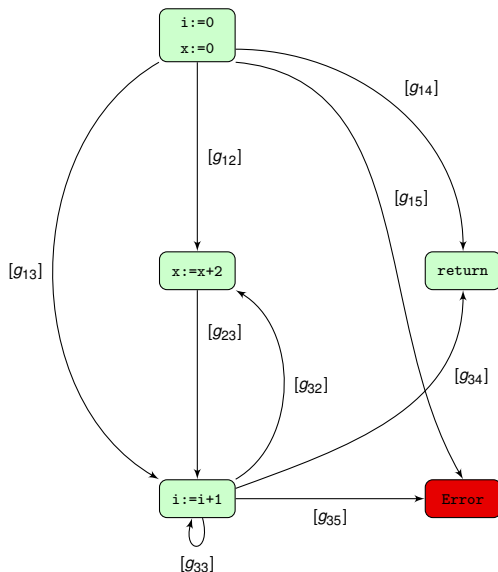 i:=0
x:=0
[g14]
[g12]
[g15]
[g13]
x:=x+2
return
[g23]
[g34]
[g32]
i:=i+1
Error
[g35]
[g33]